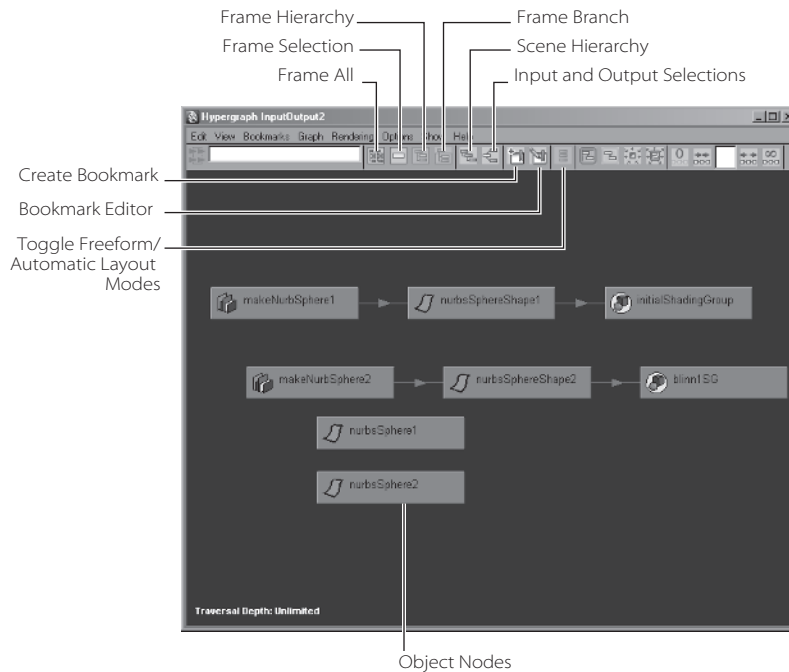 Frame Hierarchy
Frame Branch
Frame Selection
Scene Hierarchy
Frame All
Input and Output Selections
Hypergraph InputOutput2
Edit View Bookmarks Graph Rendering Options Show Help
0
∞
Create Bookmark
Bookmark Editor
Toggle Freeform/
Automatic Layout
Modes
makeNurbSphere1
nurbsSphereShape1
initialShadingGroup
makeNurbSphere2
nurbsSphereShape2
blinn1SG
nurbsSphere1
nurbsSphere2
Traversal Depth: Unlimited
Object Nodes